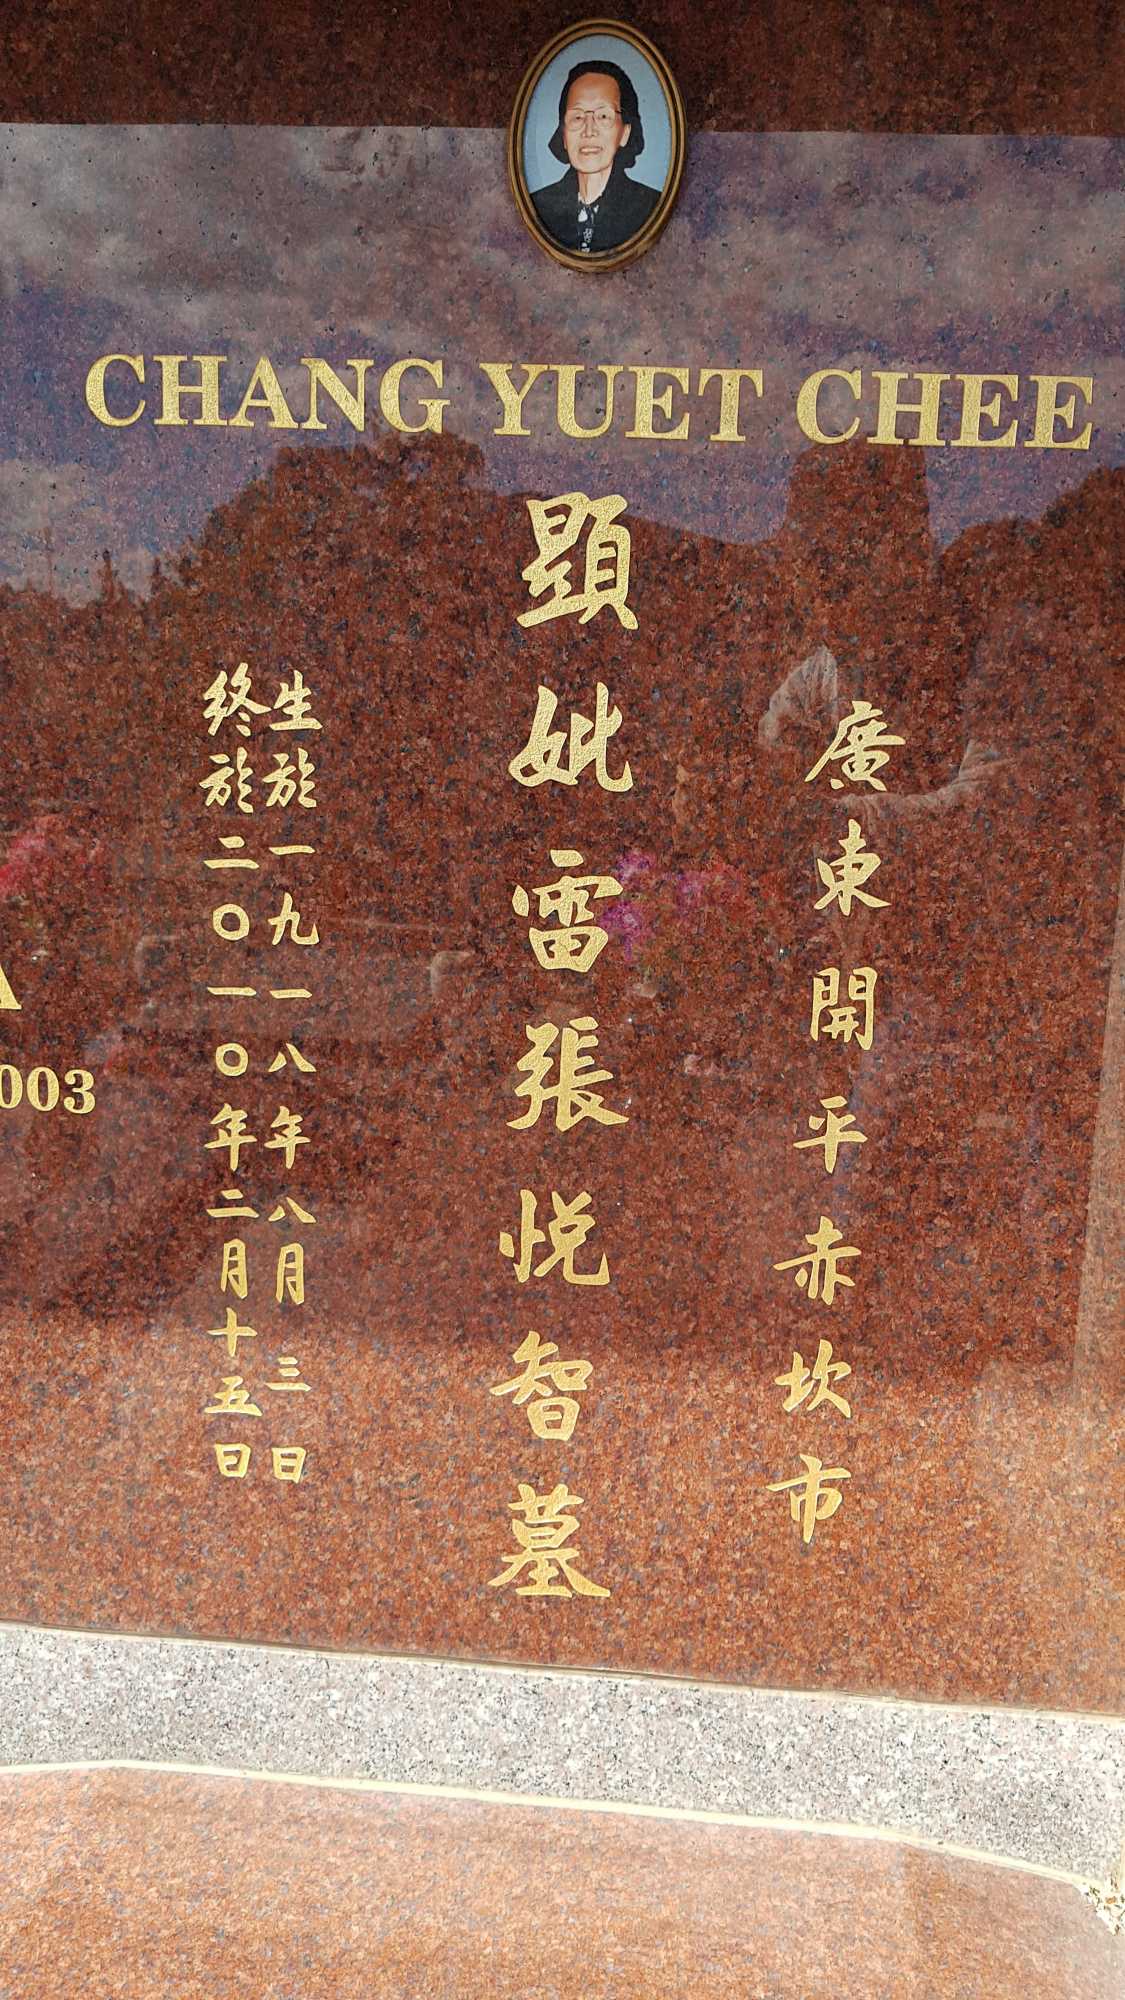 CHANG YUET CHEE
廣東開平赤坎市
顕妣雷張悦智墓
生於一九一八年八月三日
終於二〇一〇年二月十五日
A
003